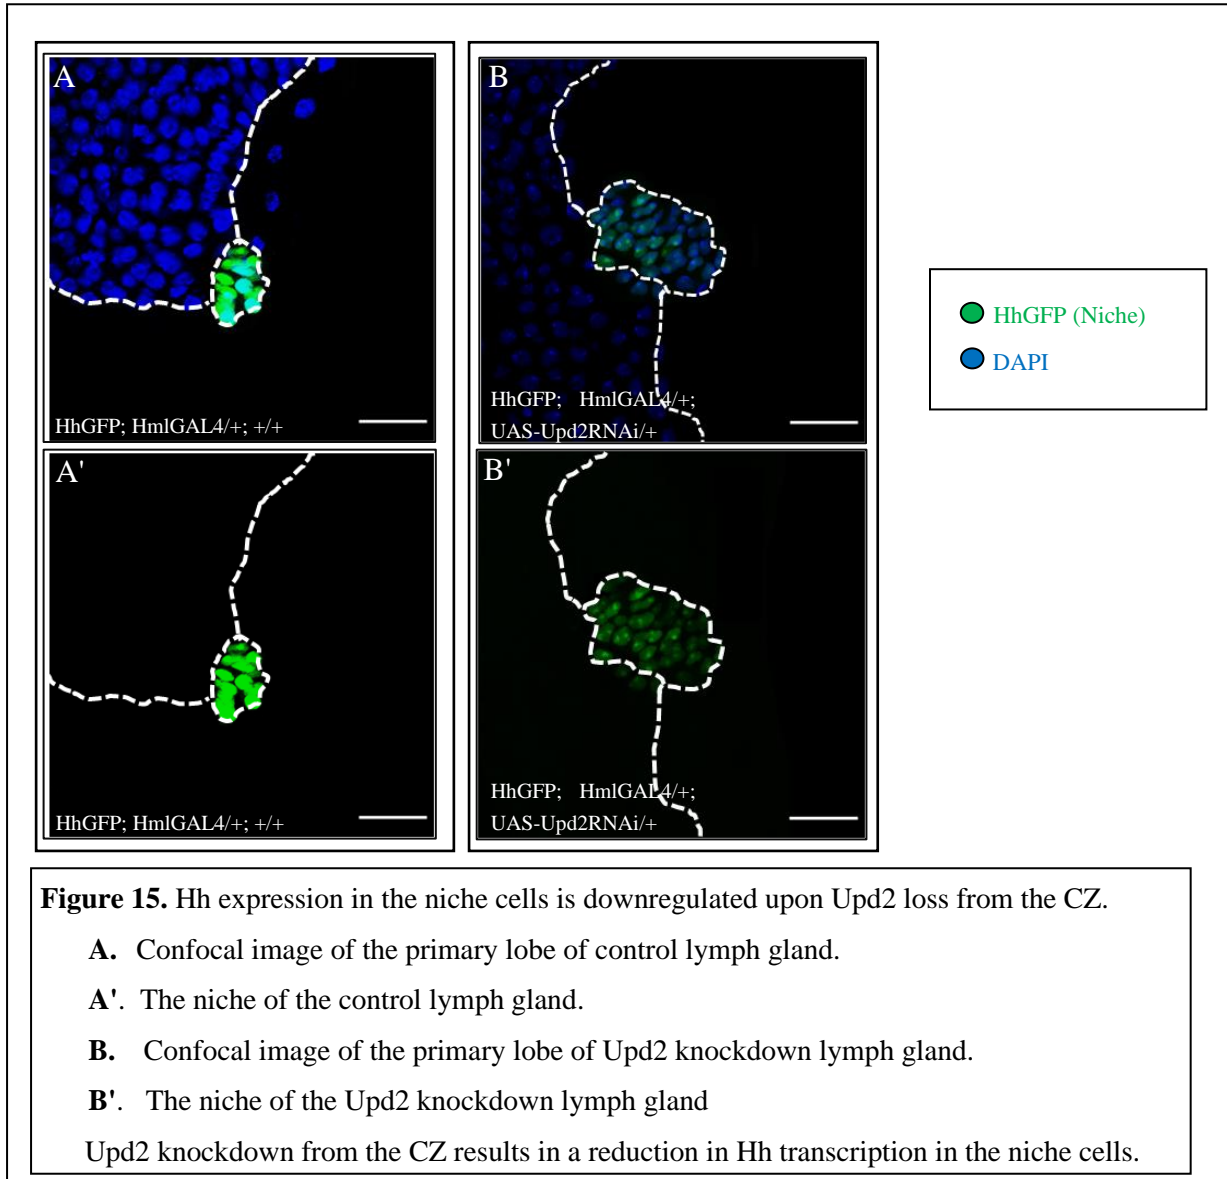 A
HhGFP; HmlGAL4/+; +/+
B
HhGFP; HmlGAL4/+;
UAS-Upd2RNAi/+
HhGFP (Niche)
DAPI
A'
HhGFP; HmlGAL4/+; +/+
B'
HhGFP; HmlGAL4/+;
UAS-Upd2RNAi/+
Figure 15. Hh expression in the niche cells is downregulated upon Upd2 loss from the CZ.
A. Confocal image of the primary lobe of control lymph gland.
A'. The niche of the control lymph gland.
B. Confocal image of the primary lobe of Upd2 knockdown lymph gland.
B'. The niche of the Upd2 knockdown lymph gland
Upd2 knockdown from the CZ results in a reduction in Hh transcription in the niche cells.